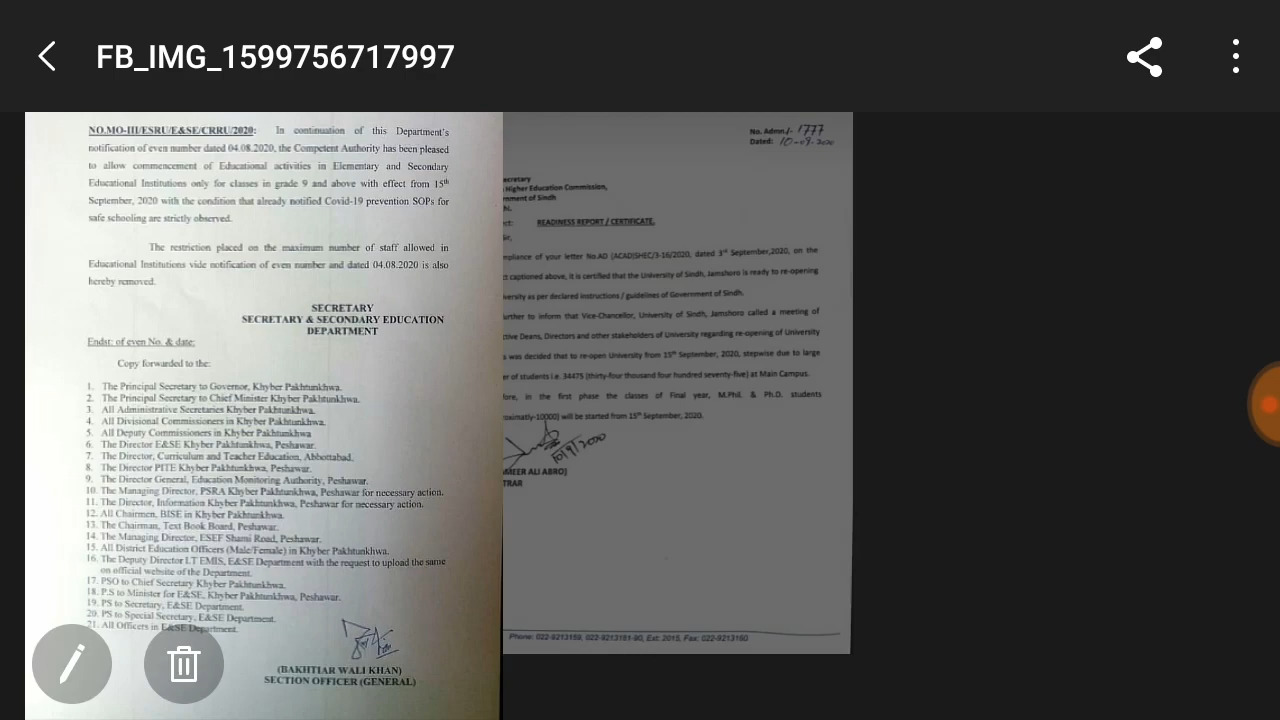 FB_IMG_1599756717997
NO.MO-III/ESRU/E&SE/CRRU/2020: In continuation of this Department's
notification of even number dated 04.08.2020, the Competent Authority has been pleased
to allow commencement of Educational activities in Elementary and Secondary
Educational Institutions only for classes in grade 9 and above with effect from 15th
September, 2020 with the condition that already notified Covid-19 prevention SOPs for
safe schooling are strictly observed.
The restriction placed on the maximum number of staff allowed in
Educational Institutions vide notification of even number and dated 04.08.2020 is also
hereby removed.
SECRETARY
SECRETARY & SECONDARY EDUCATION
DEPARTMENT
Endst: of even No. & date:
Copy forwarded to the:
1. The Principal Secretary to Governor, Khyber Pakhtunkhwa.
2. The Principal Secretary to Chief Minister Khyber Pakhtunkhwa.
3. All Administrative Secretaries Khyber Pakhtunkhwa.
4. All Divisional Commissioners in Khyber Pakhtunkhwa.
5. All Deputy Commissioners in Khyber Pakhtunkhwa
6. The Director E&SE Khyber Pakhtunkhwa, Peshawar.
7. The Director, Curriculum and Teacher Education, Abbottabad.
8. The Director PITE Khyber Pakhtunkhwa, Peshawar.
9. The Director General, Education Monitoring Authority, Peshawar.
10. The Managing Director, PSRA Khyber Pakhtunkhwa, Peshawar for necessary action.
11. The Director, Information Khyber Pakhtunkhwa, Peshawar for necessary action.
12. All Chairmen, BISE in Khyber Pakhtunkhwa.
13. The Chairman, Text Book Board, Peshawar.
14. The Managing Director, ESEF Shami Road, Peshawar.
15. All District Education Officers (Male/Female) in Khyber Pakhtunkhwa.
16. The Deputy Director I.T EMIS, E&SE Department with the request to upload the same
on official website of the Department.
17. PSO to Chief Secretary Khyber Pakhtunkhwa.
18. P.S to Minister for E&SE, Khyber Pakhtunkhwa, Peshawar.
19. PS to Secretary, E&SE Department.
20. PS to Special Secretary, E&SE Department.
21. All Officers in E&SE Department.
(BAKHTIAR WALI KHAN)
SECTION OFFICER (GENERAL)
No. Admn./- 1777
Dated: 10-09-2020
ecretary
Higher Education Commission,
nment of Sindh
N.
ct: READINESS REPORT / CERTIFICATE.
Sir,
mpliance of your letter No.AD (ACAD)SHEC/3-16/2020, dated 3rd September,2020, on the
ct captioned above, it is certified that the University of Sindh, Jamshoro is ready to re-opening
iversity as per declared instructions / guidelines of Government of Sindh.
urther to inform that Vice-Chancellor, University of Sindh, Jamshoro called a meeting of
ctive Deans, Directors and other stakeholders of University regarding re-opening of University
s was decided that to re-open University from 15th September, 2020, stepwise due to large
er of students i.e. 34475 (thirty-four thousand four hundred seventy-five) at Main Campus.
fore, in the first phase the classes of Final year, M.Phil. & Ph.D. students
oximatly-10000) will be started from 15th September, 2020.
10/9/2020
MEER ALI ABRO)
TRAR
Phone: 022-9213159, 022-9213181-90, Ext: 2015, Fax: 022-9213160